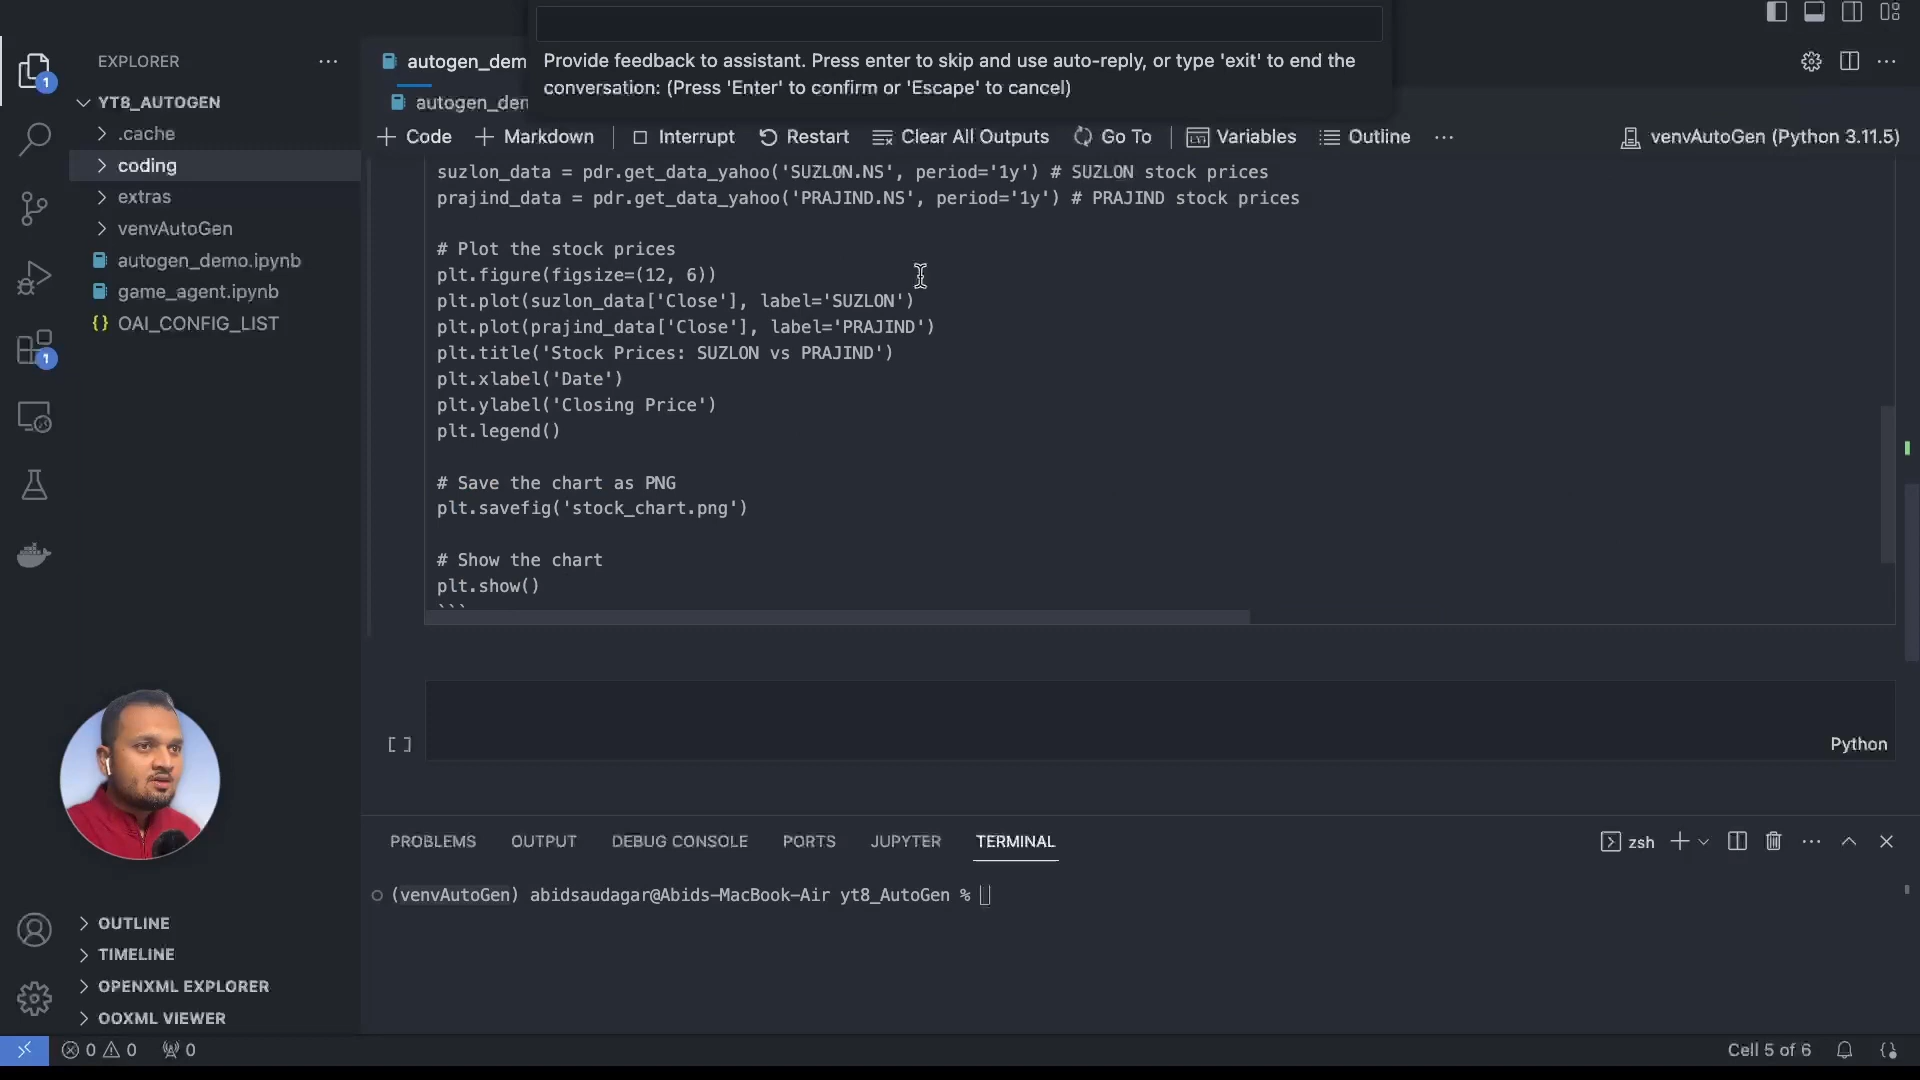 Provide feedback to assistant. Press enter to skip and use auto-reply, or type 'exit' to end the
conversation: (Press 'Enter' to confirm or 'Escape' to cancel)
EXPLORER
YT8_AUTOGEN
.cache
coding
extras
venvAutoGen
autogen_demo.ipynb
game_agent.ipynb
OAI_CONFIG_LIST
OUTLINE
TIMELINE
OPENXML EXPLORER
OOXML VIEWER
1
1
autogen_dem
autogen_den
Code
Markdown
Interrupt
Restart
Clear All Outputs
Go To
Variables
Outline
venvAutoGen (Python 3.11.5)
suzlon_data = pdr.get_data_yahoo('SUZLON.NS', period='1y') # SUZLON stock prices
prajind_data = pdr.get_data_yahoo('PRAJIND.NS', period='1y') # PRAJIND stock prices
# Plot the stock prices
plt.figure(figsize=(12, 6))
plt.plot(suzlon_data['Close'], label='SUZLON')
plt.plot(prajind_data['Close'], label='PRAJIND')
plt.title('Stock Prices: SUZLON vs PRAJIND')
plt.xlabel('Date')
plt.ylabel('Closing Price')
plt.legend()
# Save the chart as PNG
plt.savefig('stock_chart.png')
# Show the chart
plt.show()
```
[ ]
Python
PROBLEMS
OUTPUT
DEBUG CONSOLE
PORTS
JUPYTER
TERMINAL
zsh
(venvAutoGen) abidsaudagar@Abids-MacBook-Air yt8_AutoGen %
0
0
0
Cell 5 of 6